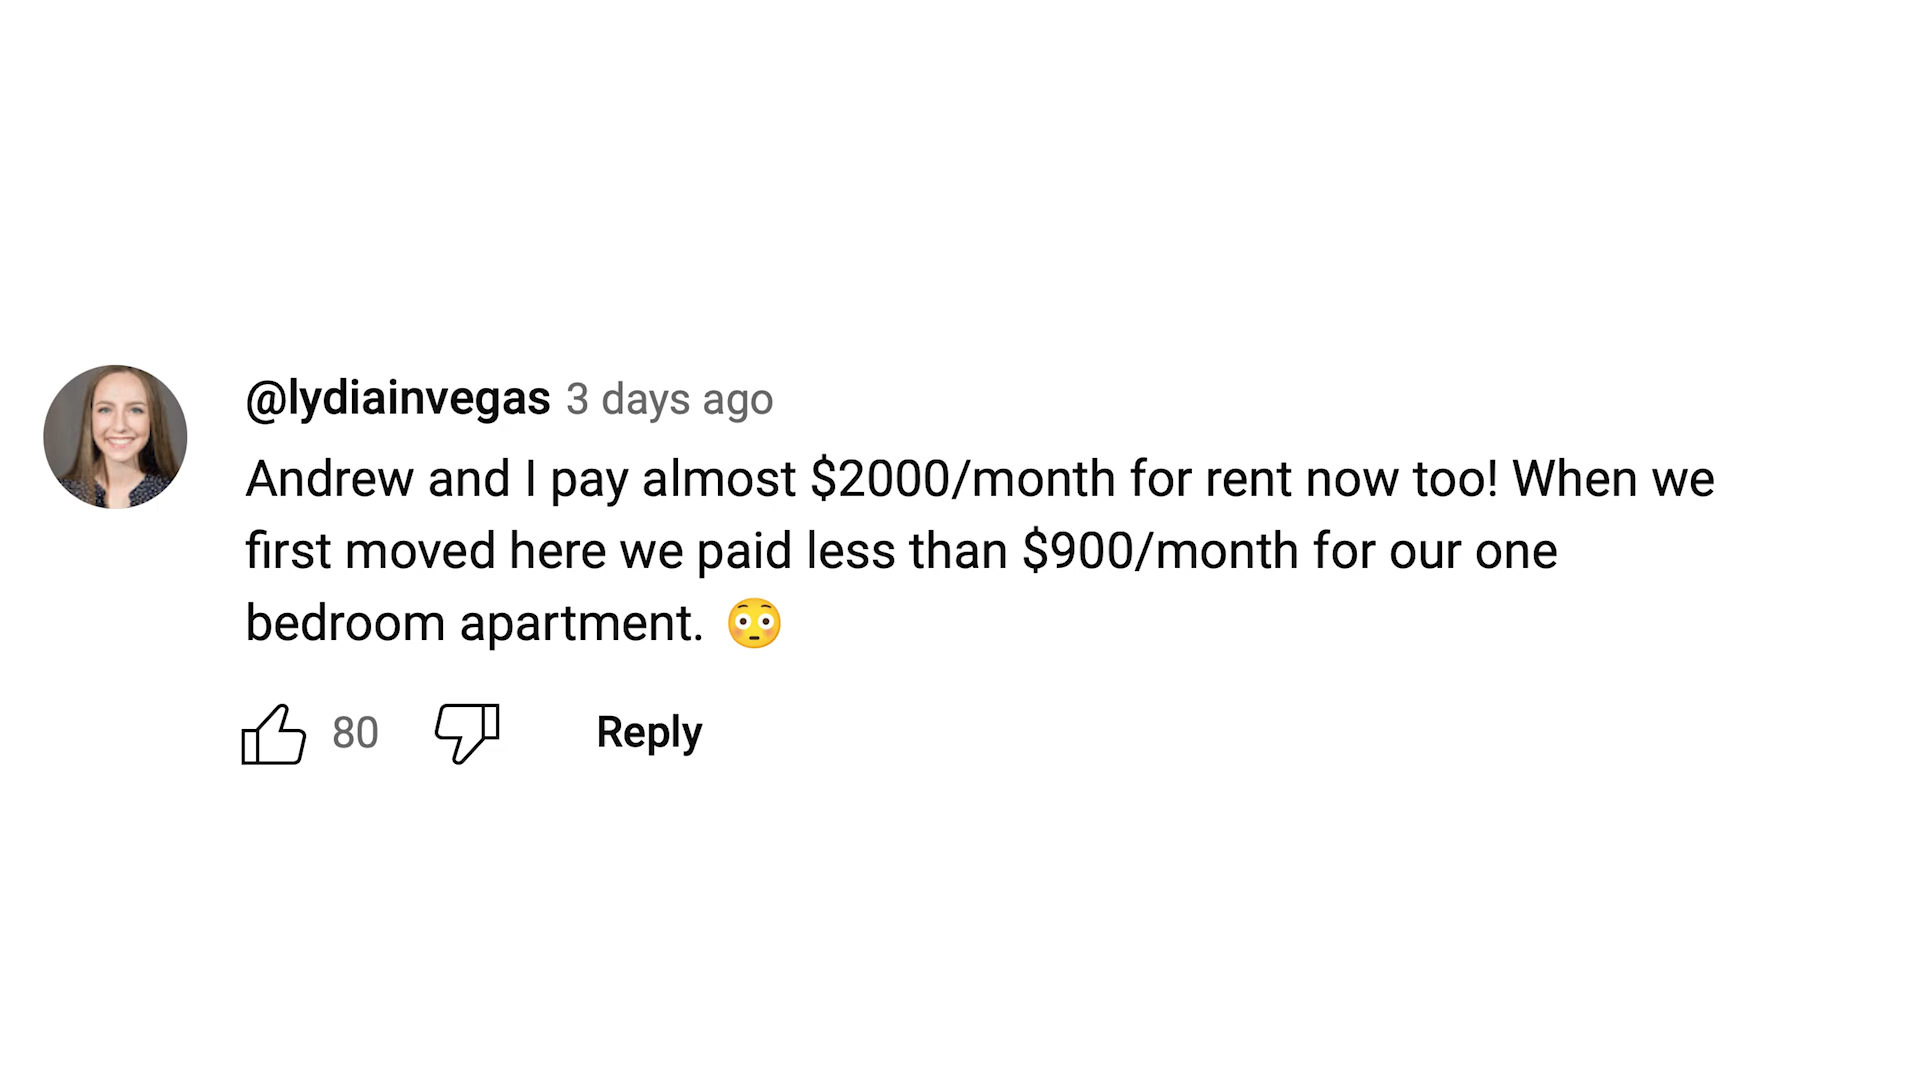 @lydiainvegas 3 days ago
Andrew and I pay almost $2000/month for rent now too! When we
first moved here we paid less than $900/month for our one
bedroom apartment. 😳
80 Reply